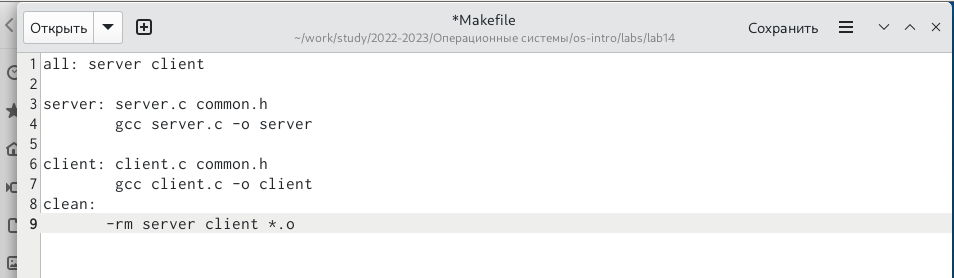 Открыть
*Makefile
~/work/study/2022-2023/Операционные системы/os-intro/labs/lab14
Сохранить
1 all: server client
2
3 server: server.c common.h
4         gcc server.c -o server
5
6 client: client.c common.h
7         gcc client.c -o client
8 clean:
9        -rm server client *.o